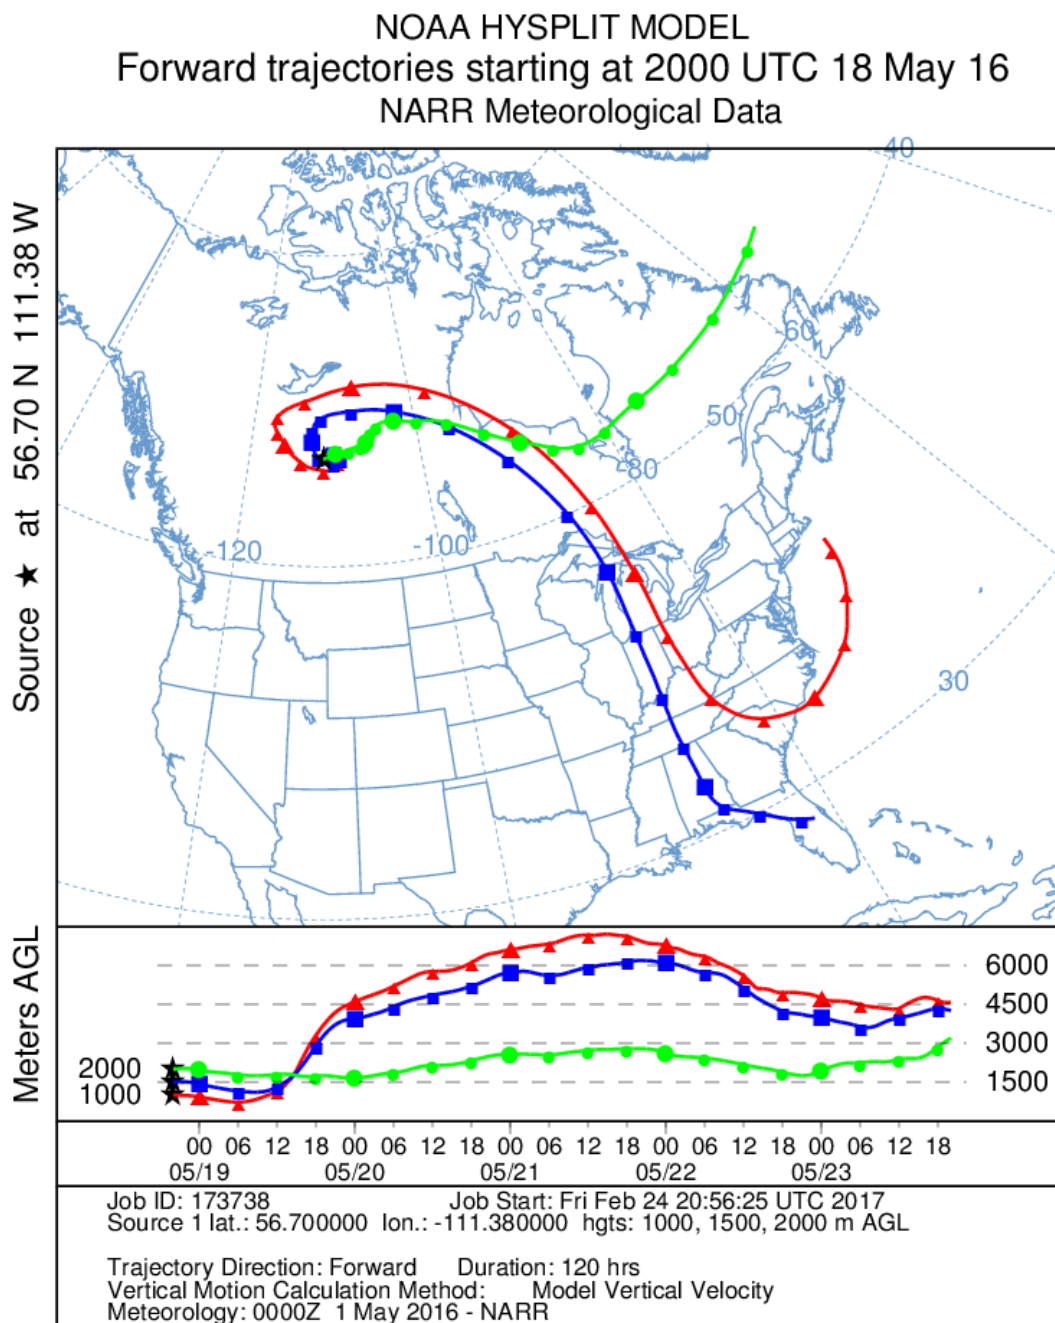 NOAA HYSPLIT MODEL
Forward trajectories starting at 2000 UTC 18 May 16
NARR Meteorological Data
Source ★ at 56.70 N 111.38 W
40
-60
50
-80
-120
-100
30
Meters AGL
6000
4500
3000
1500
2000
1000
00 06 12 18 00 06 12 18 00 06 12 18 00 06 12 18 00 06 12 18
05/19 05/20 05/21 05/22 05/23
Job ID: 173738 Job Start: Fri Feb 24 20:56:25 UTC 2017
Source 1 lat.: 56.700000 lon.: -111.380000 hgts: 1000, 1500, 2000 m AGL
Trajectory Direction: Forward Duration: 120 hrs
Vertical Motion Calculation Method: Model Vertical Velocity
Meteorology: 0000Z 1 May 2016 - NARR